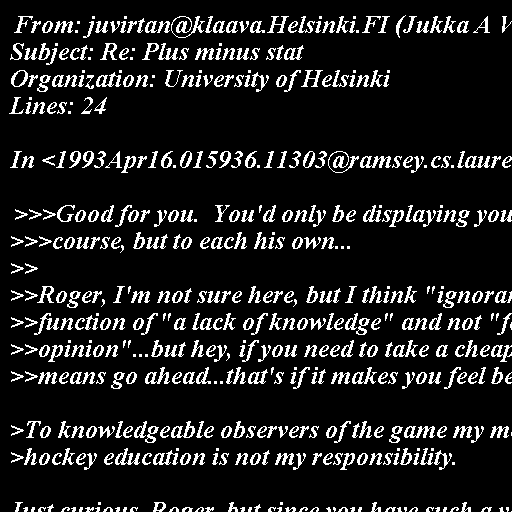 From: juvirtan@klaava.Helsinki.FI (Jukka A V
Subject: Re: Plus minus stat
Organization: University of Helsinki
Lines: 24
In <1993Apr16.015936.11303@ramsey.cs.laure
>>>Good for you.  You'd only be displaying you
>>>course, but to each his own...
>>
>>Roger, I'm not sure here, but I think "ignoran
>>function of "a lack of knowledge" and not "f
>>opinion"...but hey, if you need to take a cheap
>>means go ahead...that's if it makes you feel be
>To knowledgeable observers of the game my m
>hockey education is not my responsibility.
Just curious, Roger, but since you have such a